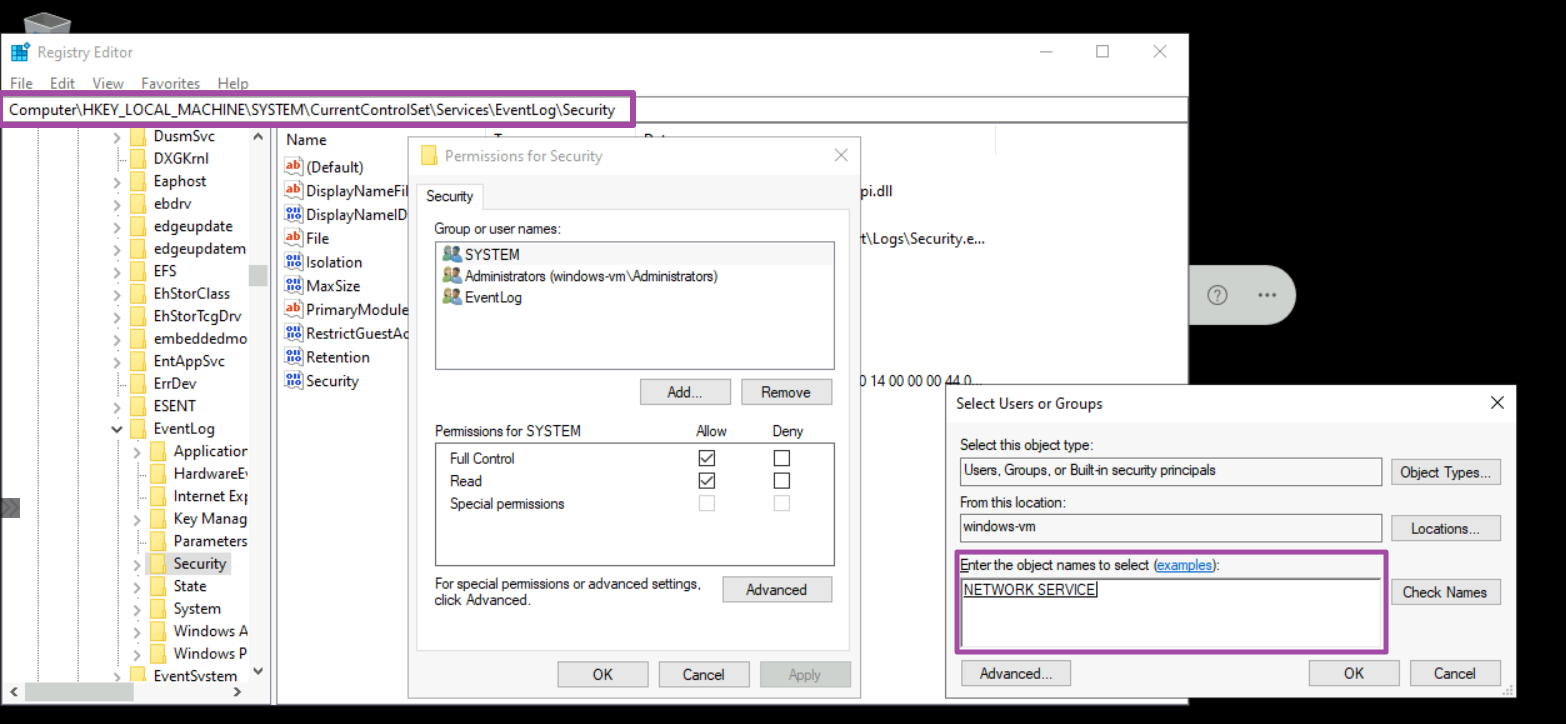 Registry Editor
File Edit View Favorites Help
Computer\HKEY_LOCAL_MACHINE\SYSTEM\CurrentControlSet\Services\EventLog\Security
DusmSvc
DXGKrnl
Eaphost
ebdrv
edgeupdate
edgeupdatem
EFS
EhStorClass
EhStorTcgDrv
embeddedmo
EntAppSvc
ErrDev
ESENT
EventLog
Application
HardwareEv
Internet Exp
Key Manag
Parameters
Security
State
System
Windows A
Windows P
EventSystem
Name
(Default)
DisplayNameFil
DisplayNameID
File
Isolation
MaxSize
PrimaryModule
RestrictGuestAc
Retention
Security
pi.dll
t\Logs\Security.e...
0 14 00 00 00 44 0...
Permissions for Security
Security
Group or user names:
SYSTEM
Administrators (windows-vm\Administrators)
EventLog
Add... Remove
Permissions for SYSTEM Allow Deny
Full Control
Read
Special permissions
For special permissions or advanced settings,
click Advanced.
Advanced
OK Cancel Apply
Select Users or Groups
Select this object type:
Users, Groups, or Built-in security principals
Object Types...
From this location:
windows-vm
Locations...
Enter the object names to select (examples):
NETWORK SERVICE
Check Names
Advanced... OK Cancel